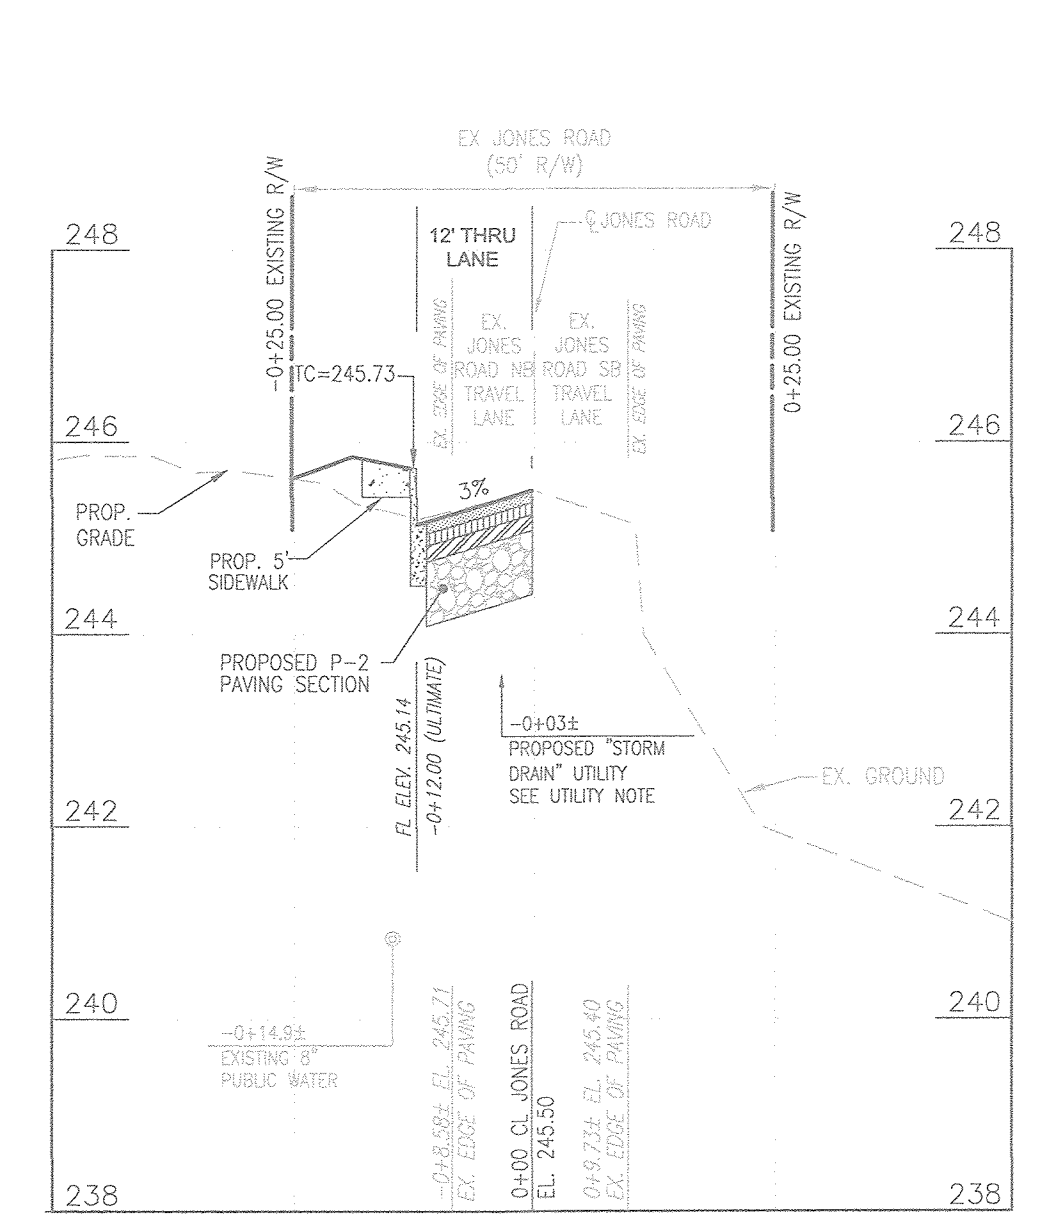 EX JONES ROAD
(50' R/W)
-0+25.00 EXISTING R/W
0+25.00 EXISTING R/W
248
248
12' THRU
LANE
℄ JONES ROAD
EX. EDGE OF PAVING
EX.
JONES
ROAD NB
TRAVEL
LANE
EX.
JONES
ROAD SB
TRAVEL
LANE
EX. EDGE OF PAVING
TC=245.73
246
246
3%
PROP.
GRADE
PROP. 5'
SIDEWALK
244
244
PROPOSED P-2
PAVING SECTION
FL ELEV. 245.14
-0+12.00 (ULTIMATE)
-0+03±
PROPOSED "STORM
DRAIN" UTILITY
SEE UTILITY NOTE
EX. GROUND
242
242
240
240
-0+14.9±
EXISTING 8"
PUBLIC WATER
-0+8.58± EL. 245.71
EX. EDGE OF PAVING
0+00 CL JONES ROAD
EL. 245.50
0+9.73± EL. 245.40
EX. EDGE OF PAVING
238
238